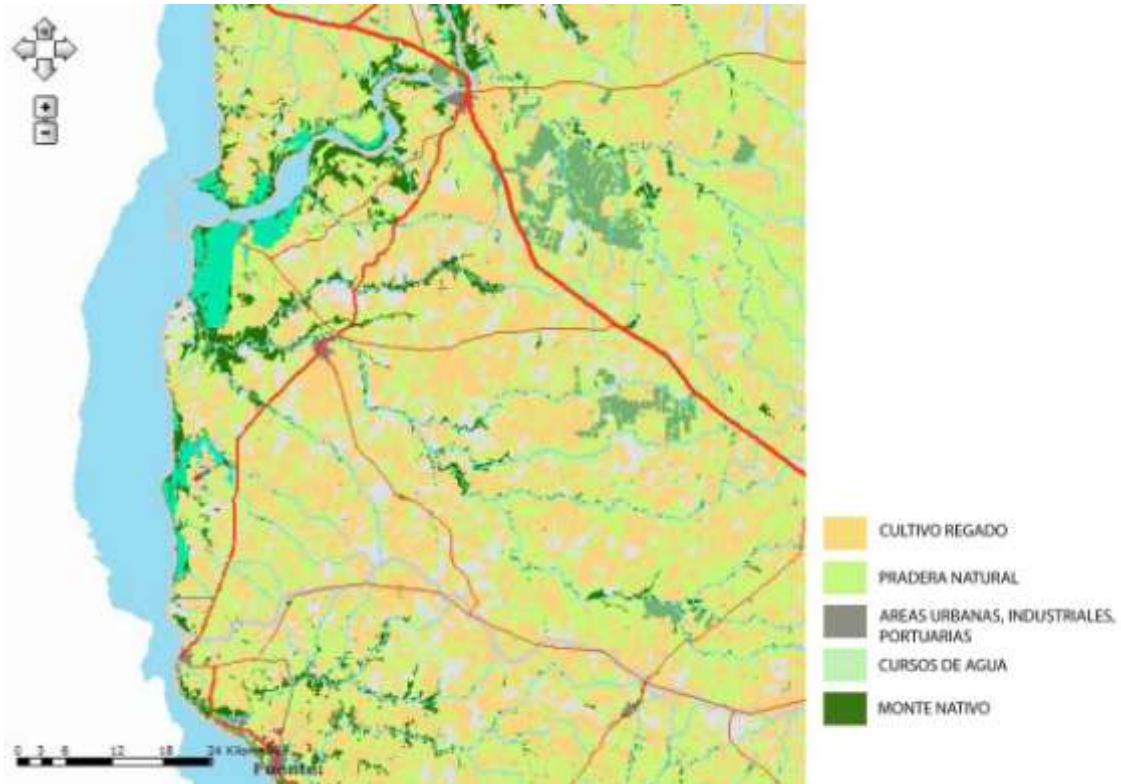 CULTIVO REGADO
PRADERA NATURAL
AREAS URBANAS, INDUSTRIALES,
PORTUARIAS
CURSOS DE AGUA
MONTE NATIVO
0 3 6 12 18 24
Fuente: